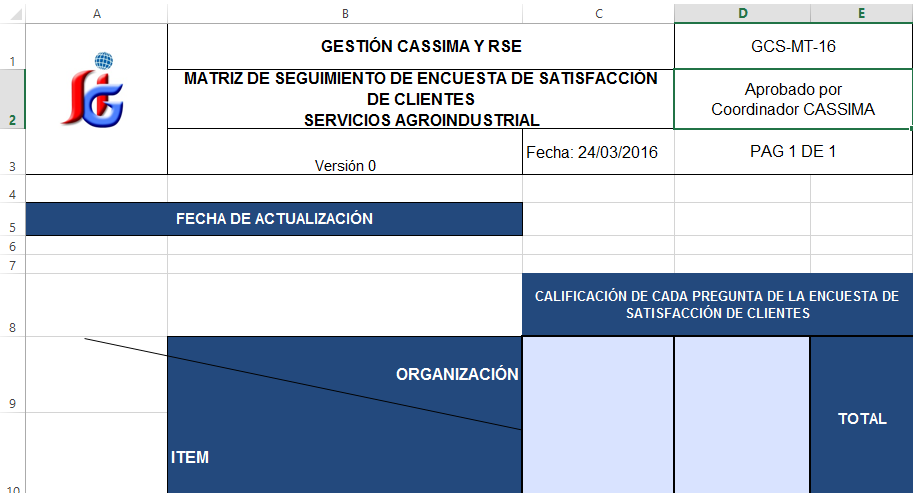 A B C D E
1 GESTIÓN CASSIMA Y RSE GCS-MT-16
2 MATRIZ DE SEGUIMIENTO DE ENCUESTA DE SATISFACCIÓN
DE CLIENTES
SERVICIOS AGROINDUSTRIAL
Aprobado por
Coordinador CASSIMA
3 Versión 0 Fecha: 24/03/2016 PAG 1 DE 1
4
5 FECHA DE ACTUALIZACIÓN
6
7
8 CALIFICACIÓN DE CADA PREGUNTA DE LA ENCUESTA DE
SATISFACCIÓN DE CLIENTES
9 ORGANIZACIÓN
TOTAL
ITEM
10